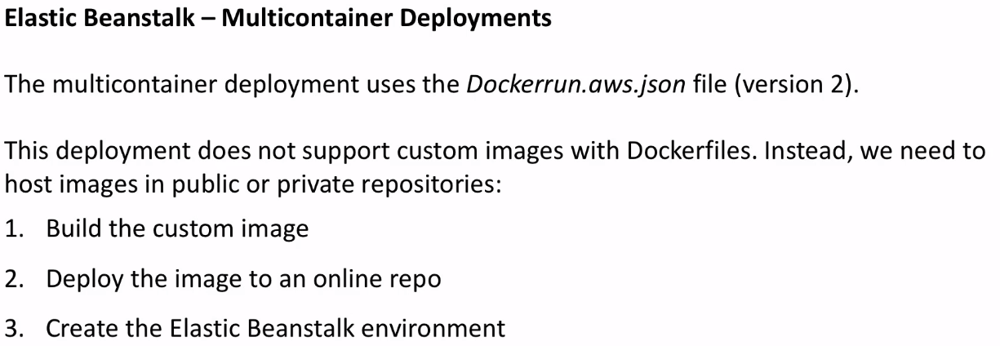 Elastic Beanstalk – Multicontainer Deployments
The multicontainer deployment uses the Dockerrun.aws.json file (version 2).
This deployment does not support custom images with Dockerfiles. Instead, we need to
host images in public or private repositories:
1. Build the custom image
2. Deploy the image to an online repo
3. Create the Elastic Beanstalk environment